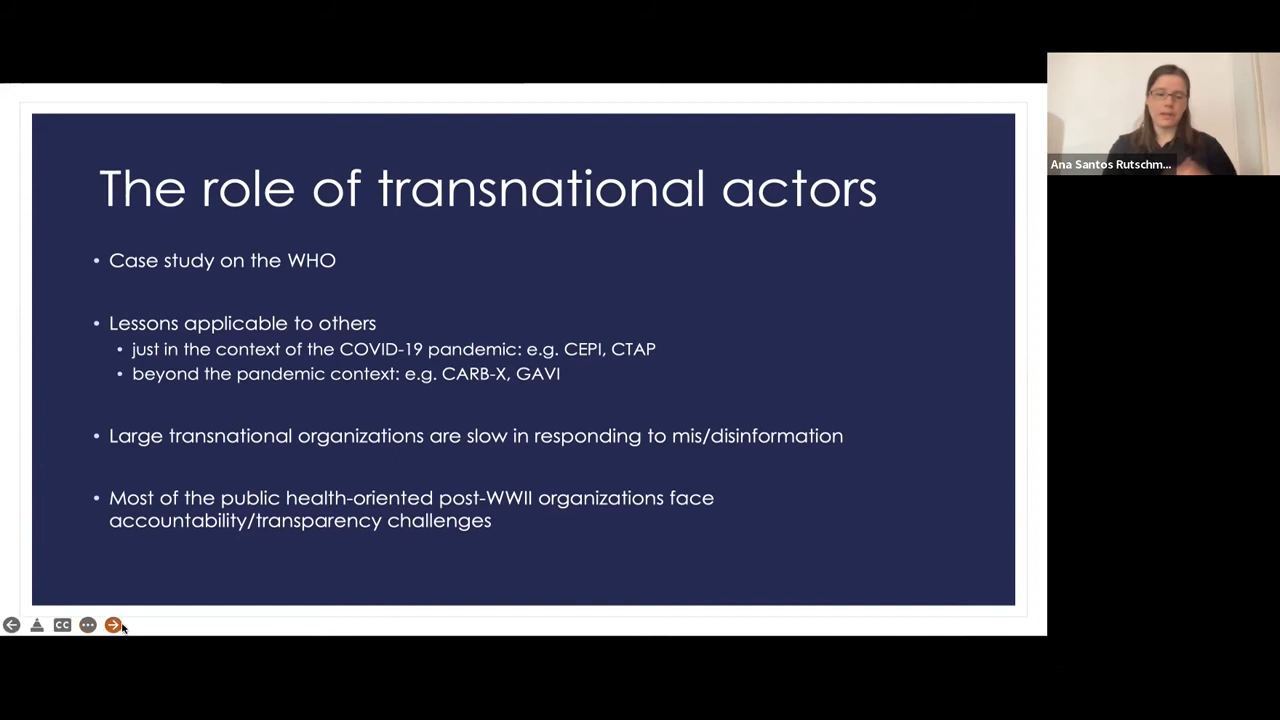 The role of transnational actors
• Case study on the WHO
• Lessons applicable to others
• just in the context of the COVID-19 pandemic: e.g. CEPI, CTAP
• beyond the pandemic context: e.g. CARB-X, GAVI
• Large transnational organizations are slow in responding to mis/disinformation
• Most of the public health-oriented post-WWII organizations face
accountability/transparency challenges
Ana Santos Rutschm...
CC